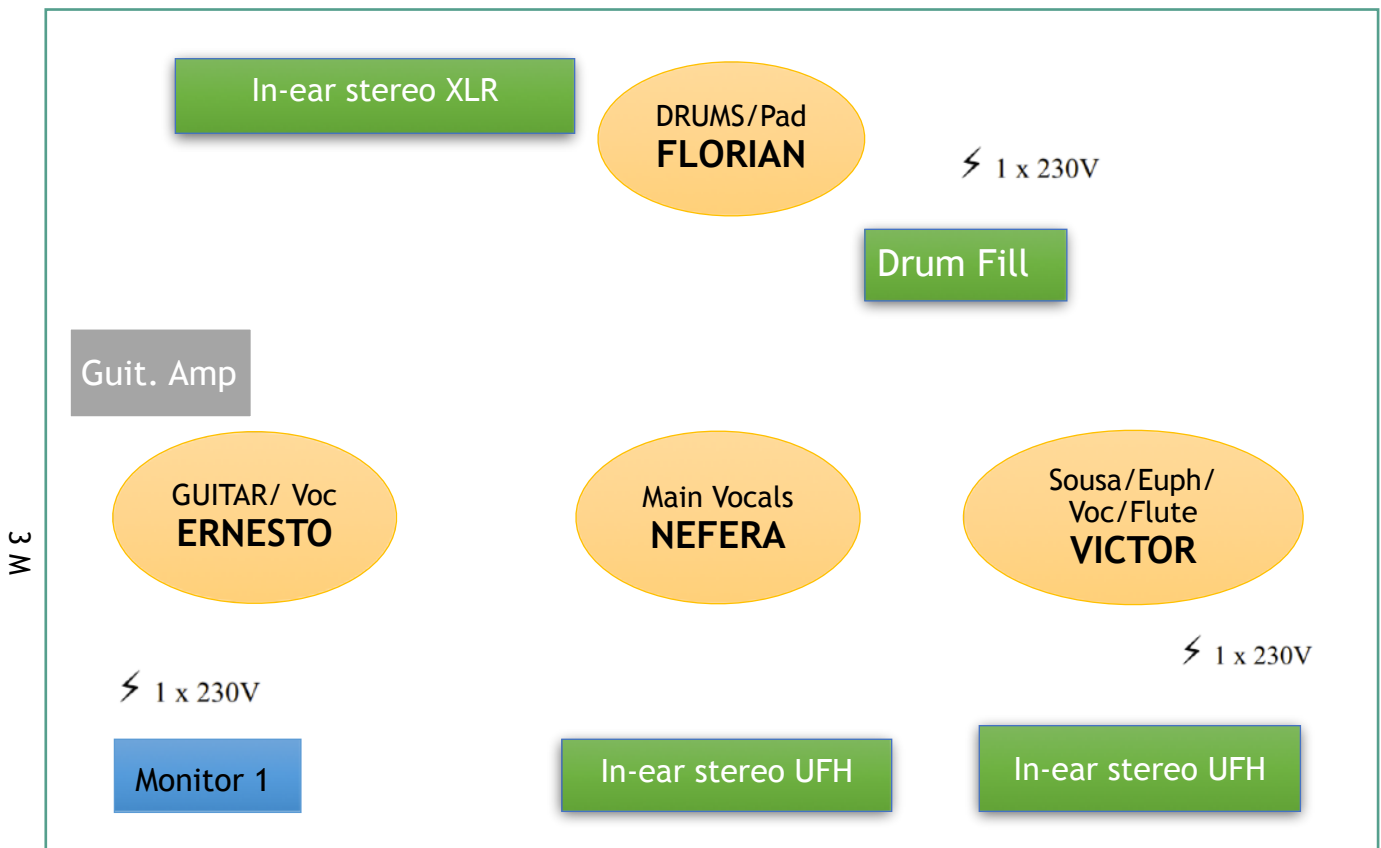 In-ear stereo XLR
DRUMS/Pad
FLORIAN
⚡ 1 x 230V
Drum Fill
Guit. Amp
GUITAR/ Voc
ERNESTO
Main Vocals
NEFERA
Sousa/Euph/
Voc/Flute
VICTOR
3 M
⚡ 1 x 230V
⚡ 1 x 230V
Monitor 1
In-ear stereo UFH
In-ear stereo UFH